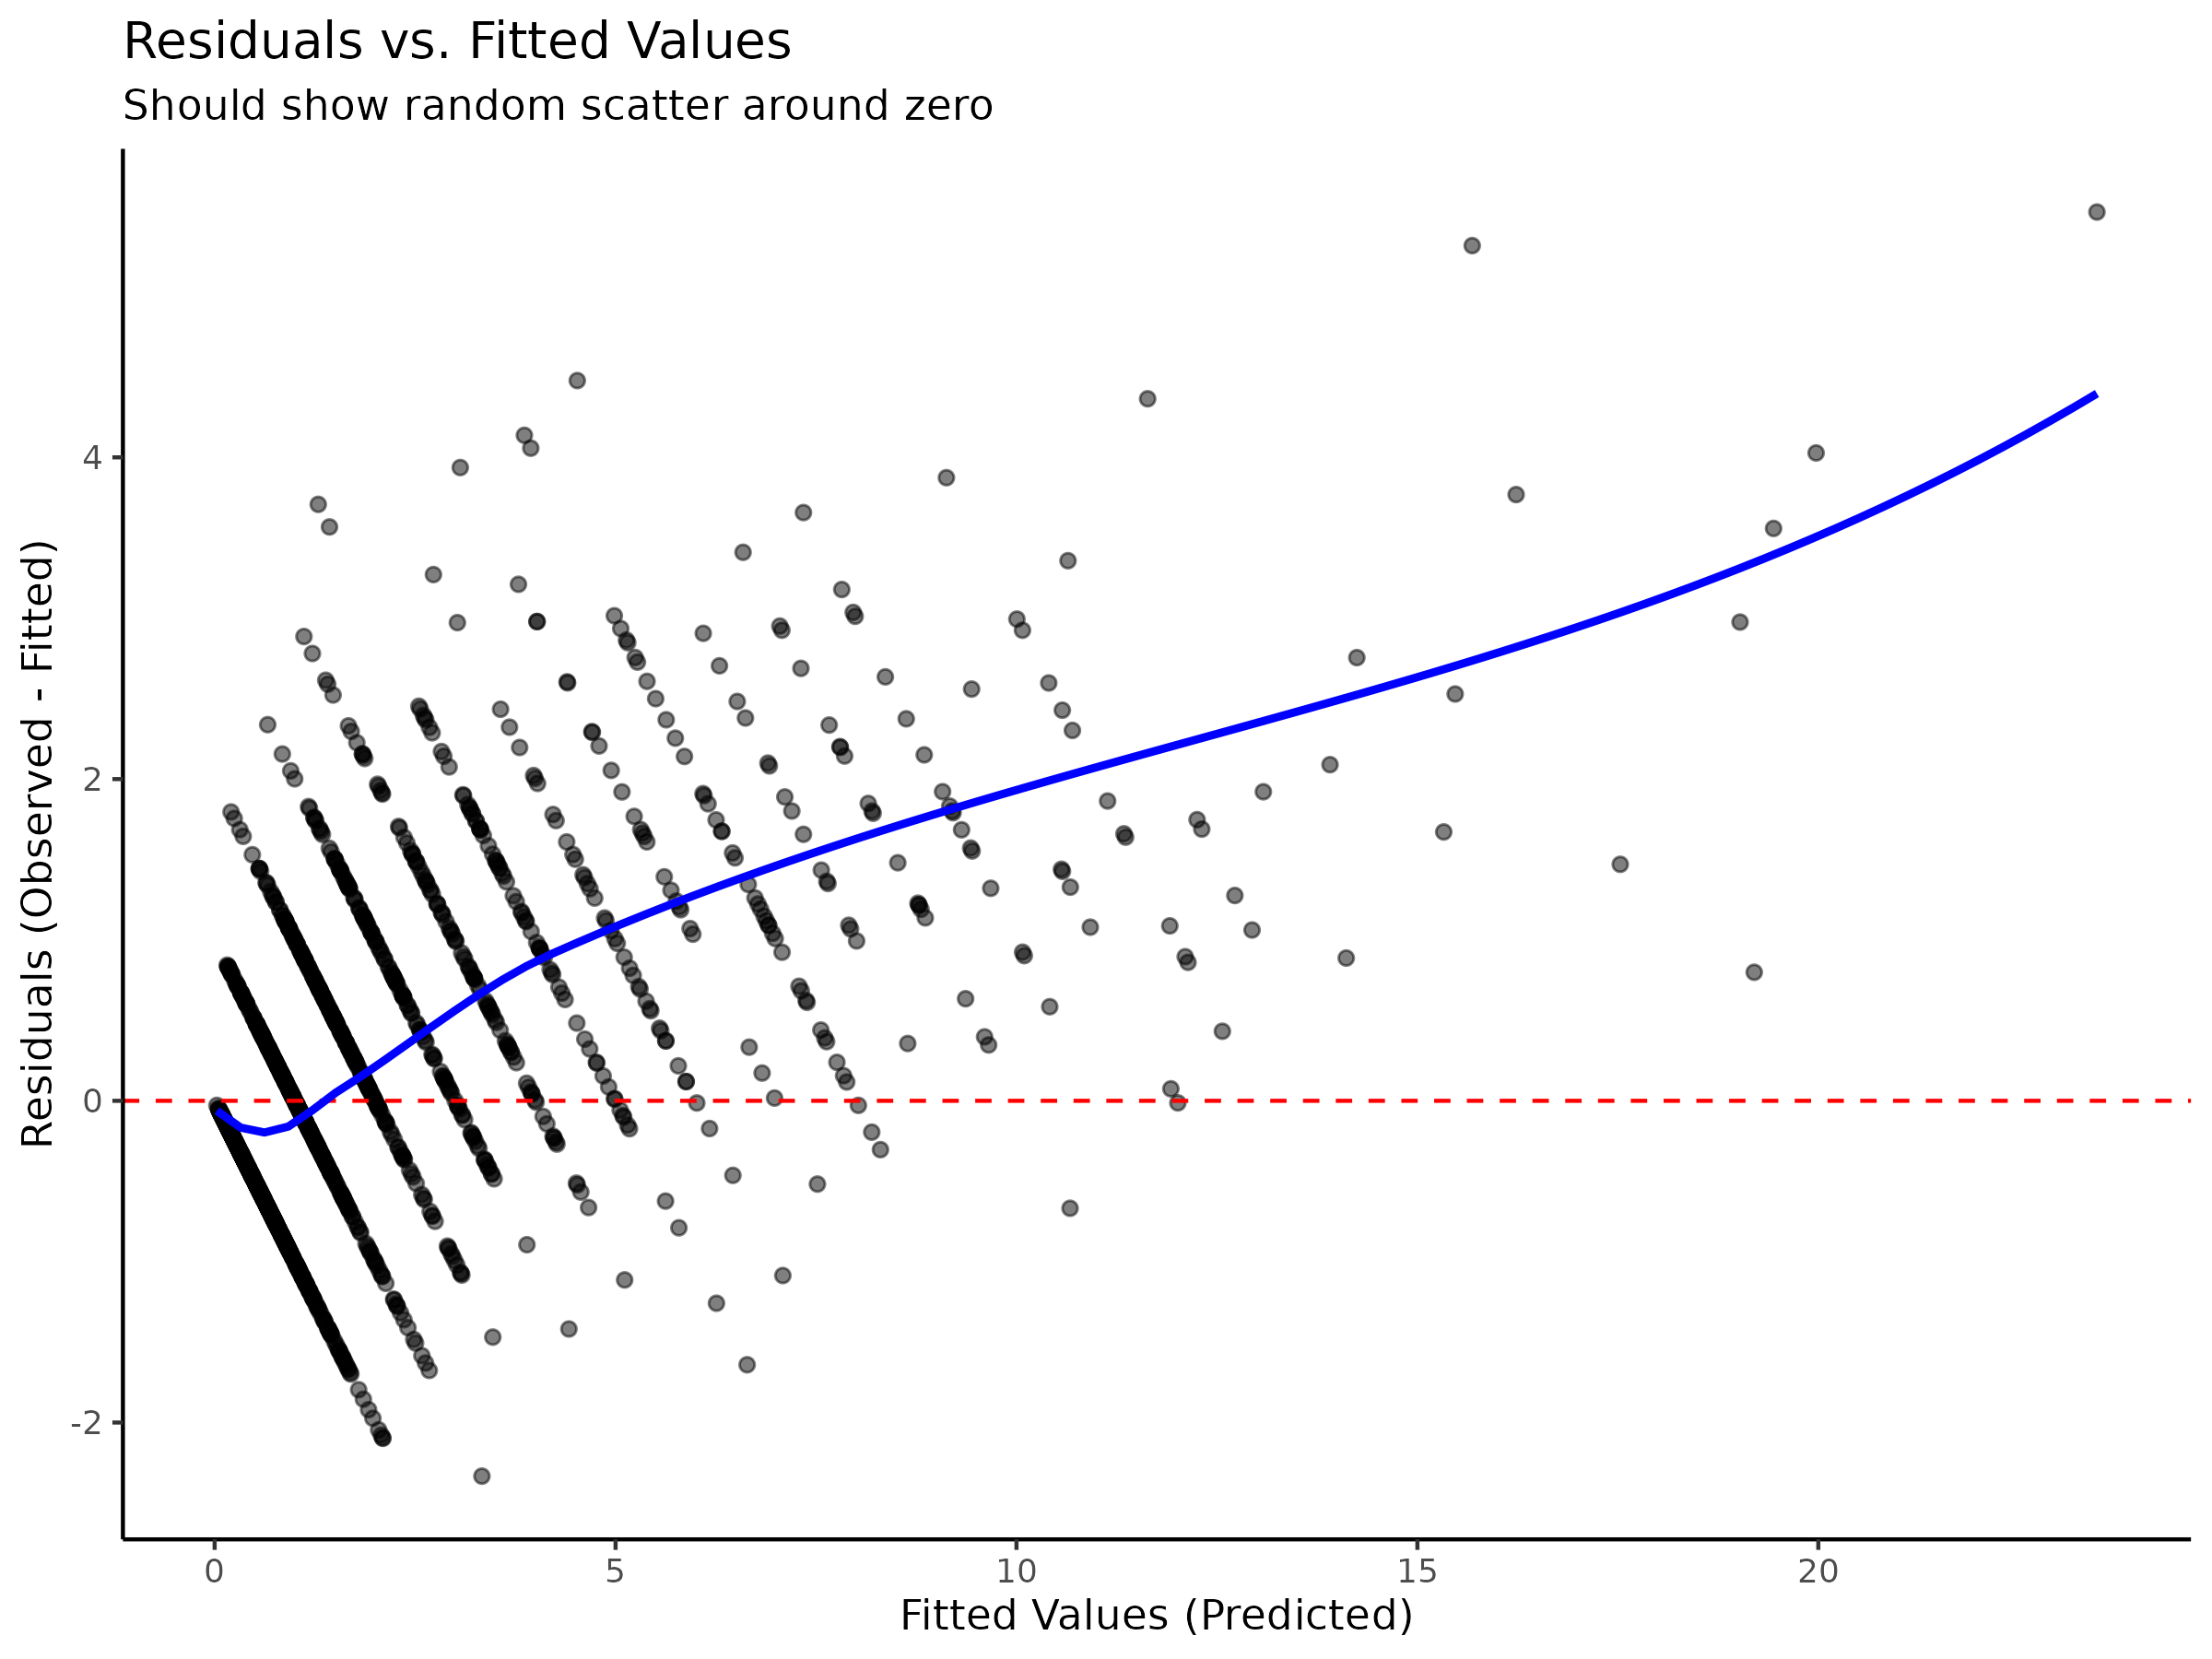 Residuals vs. Fitted Values
Should show random scatter around zero
Residuals (Observed - Fitted)
4
2
0
-2
0 5 10 15 20
Fitted Values (Predicted)